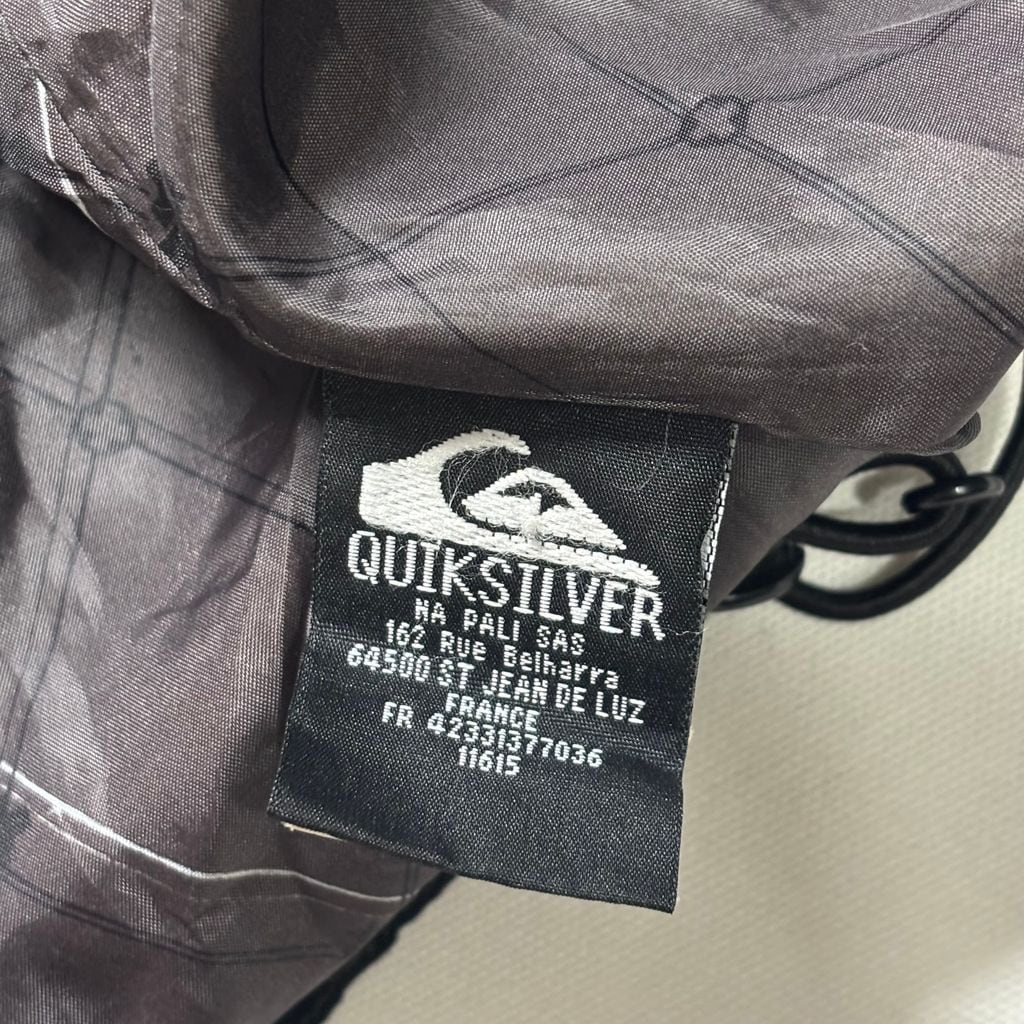 QUIKSILVER
NA PALI SAS
162 Rue Belharra
64500 ST JEAN DE LUZ
FRANCE
FR 42331377036
11615